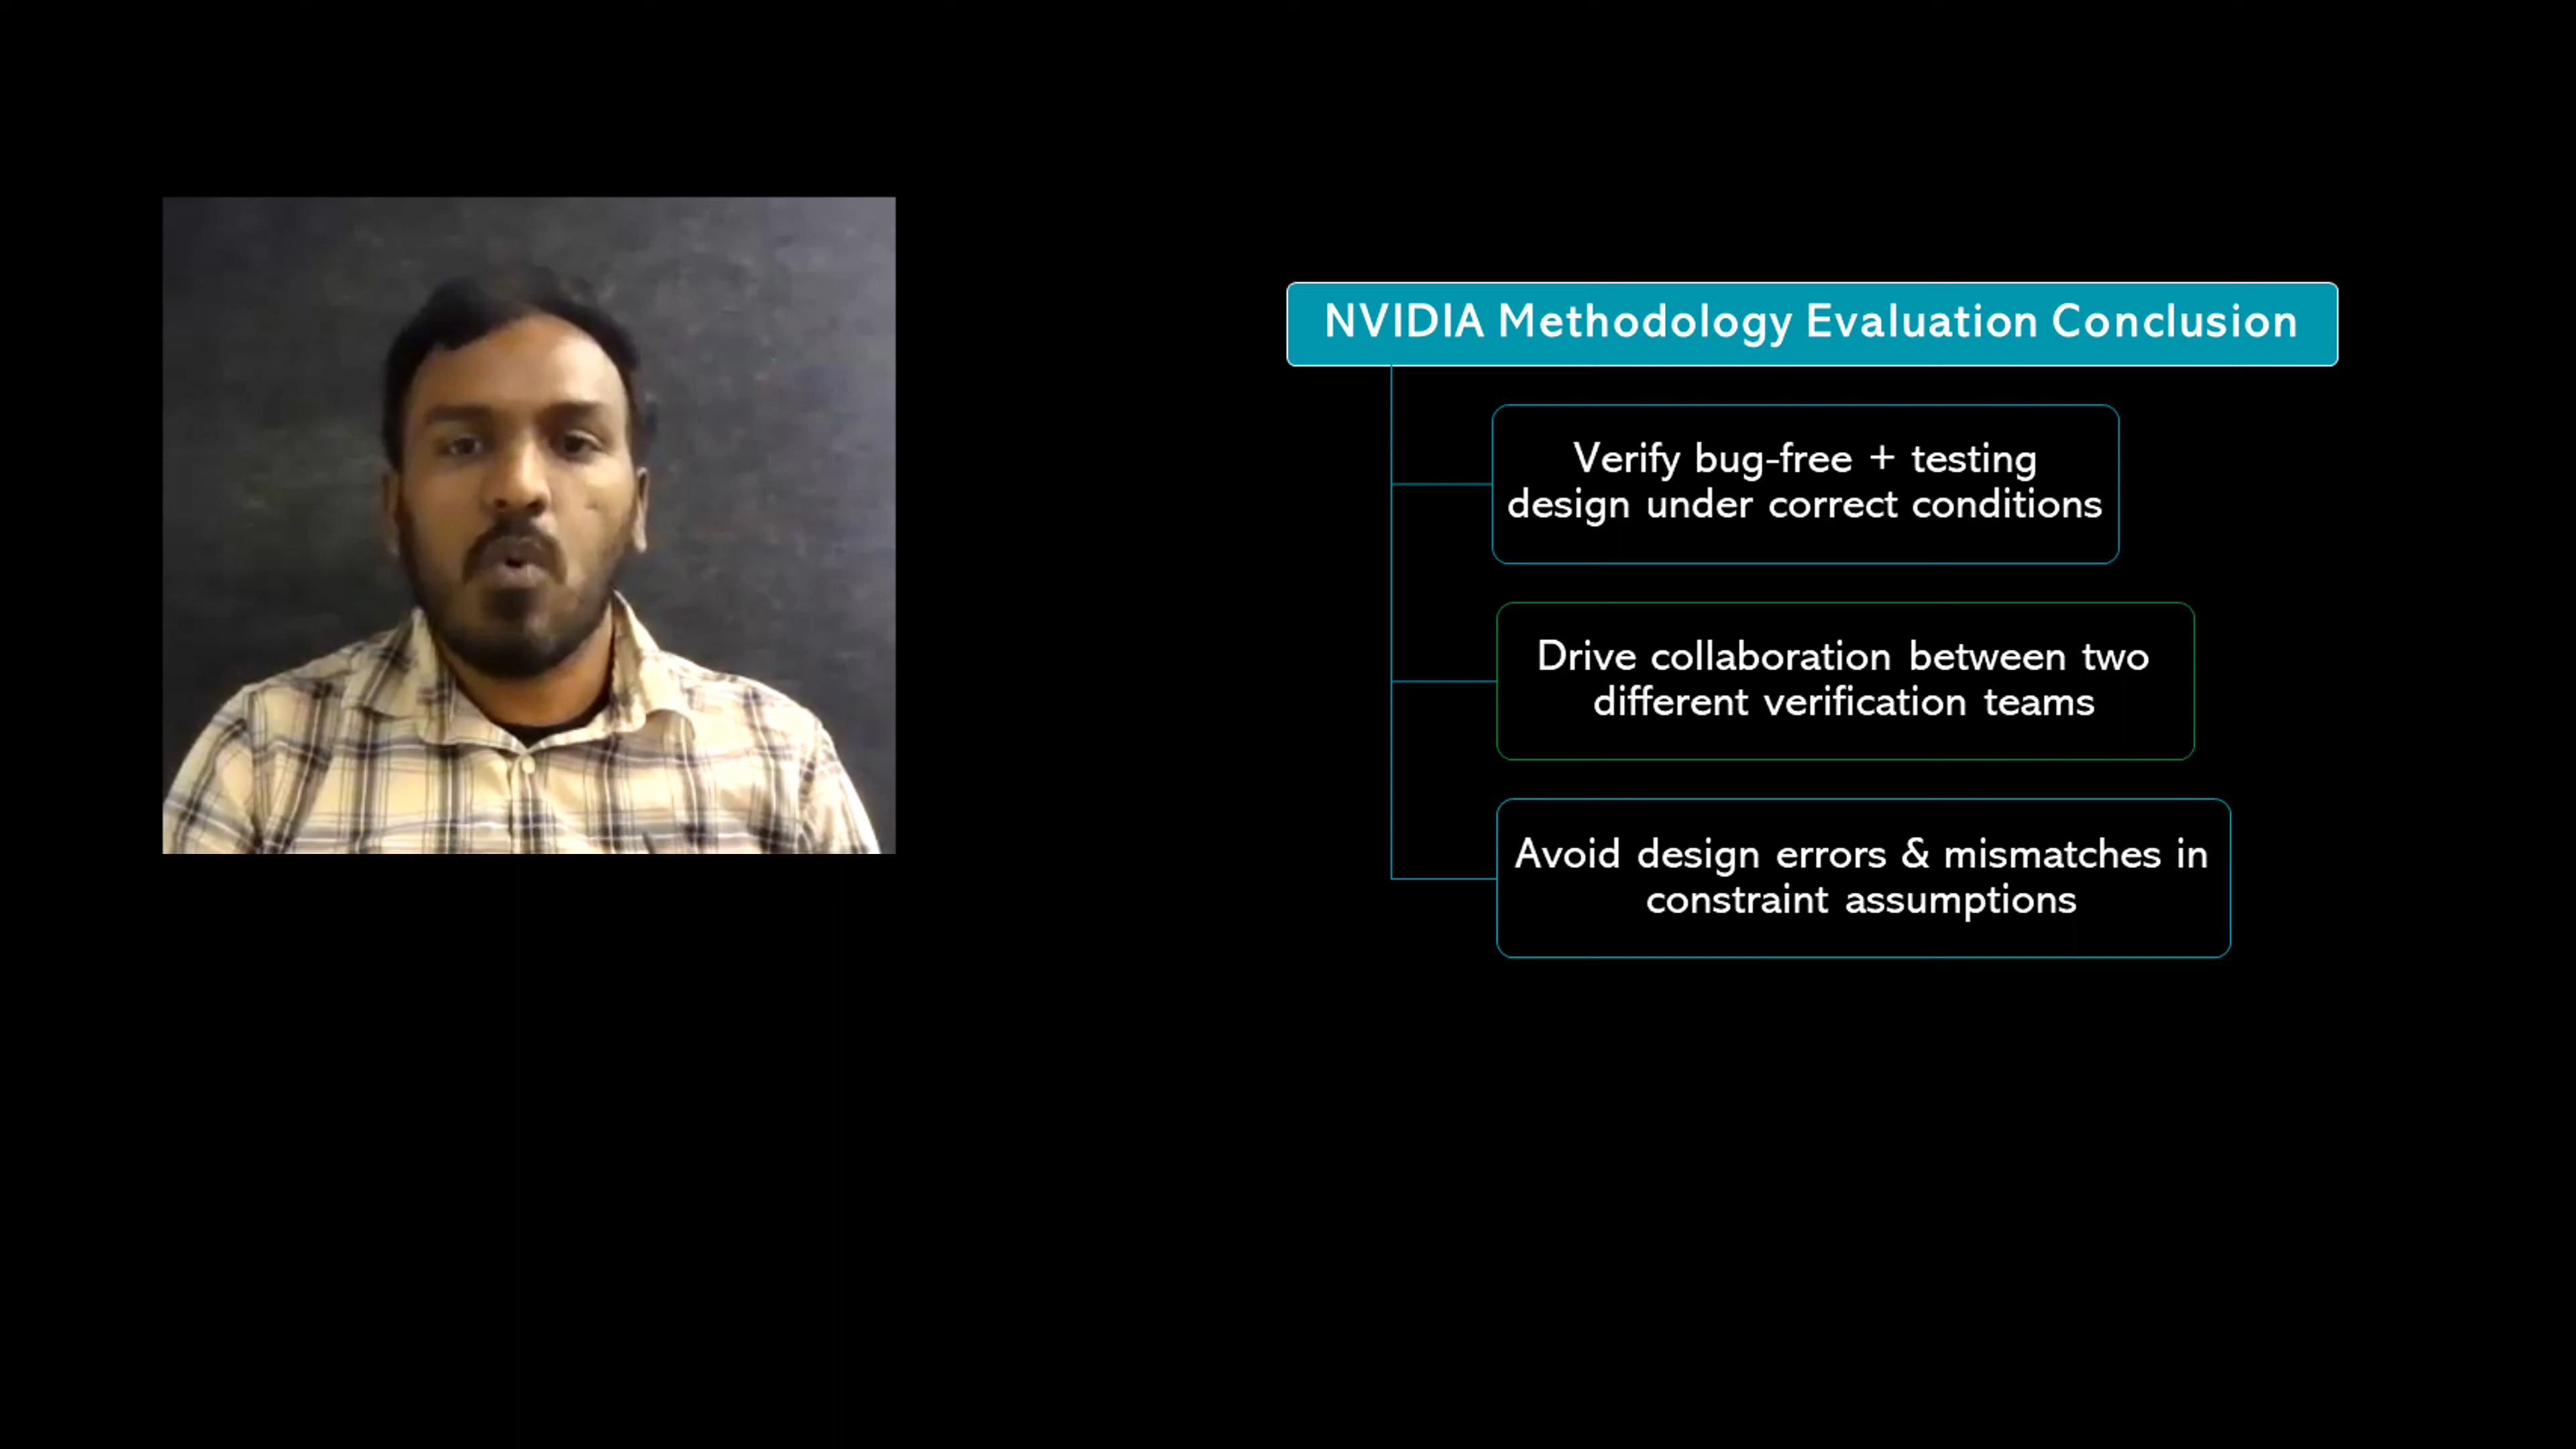 NVIDIA Methodology Evaluation Conclusion
Verify bug-free + testing
design under correct conditions
Drive collaboration between two
different verification teams
Avoid design errors & mismatches in
constraint assumptions